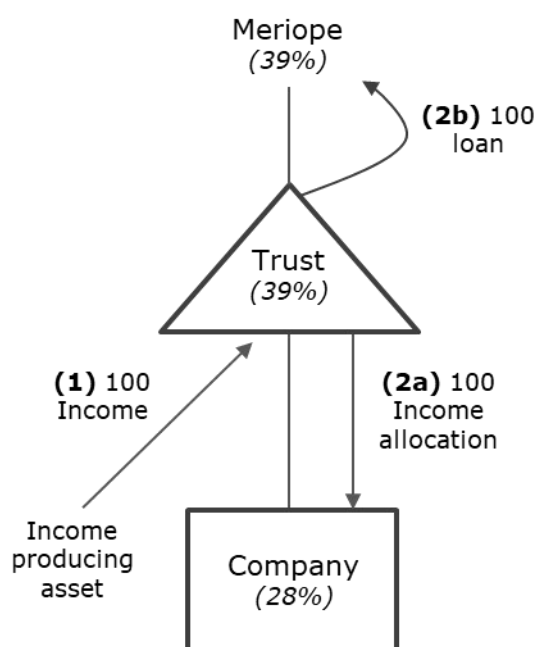 Meriope
(39%)
(2b) 100
loan
Trust
(39%)
(1) 100
Income
(2a) 100
Income
allocation
Income
producing
asset
Company
(28%)